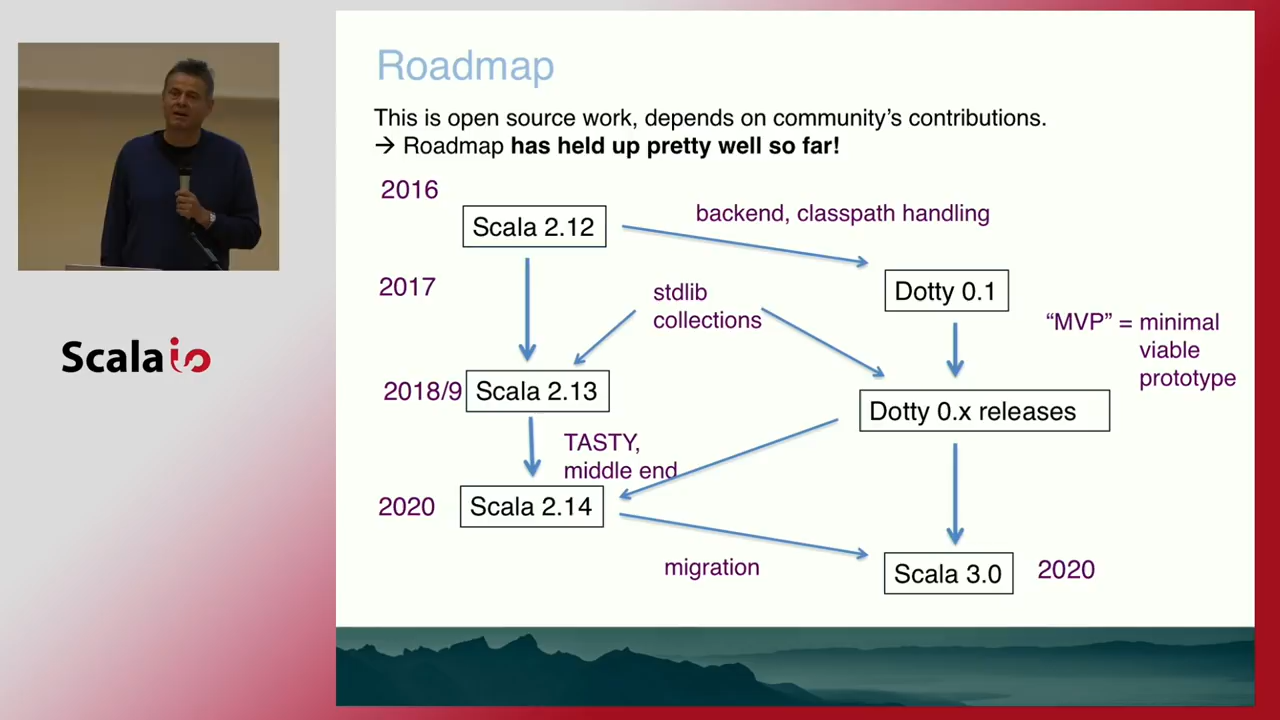 Roadmap
This is open source work, depends on community's contributions.
→ Roadmap has held up pretty well so far!
2016
Scala 2.12
backend, classpath handling
2017
stdlib
collections
Dotty 0.1
"MVP" = minimal
viable
prototype
2018/9
Scala 2.13
Dotty 0.x releases
TASTY,
middle end
2020
Scala 2.14
migration
Scala 3.0
2020
Scala io